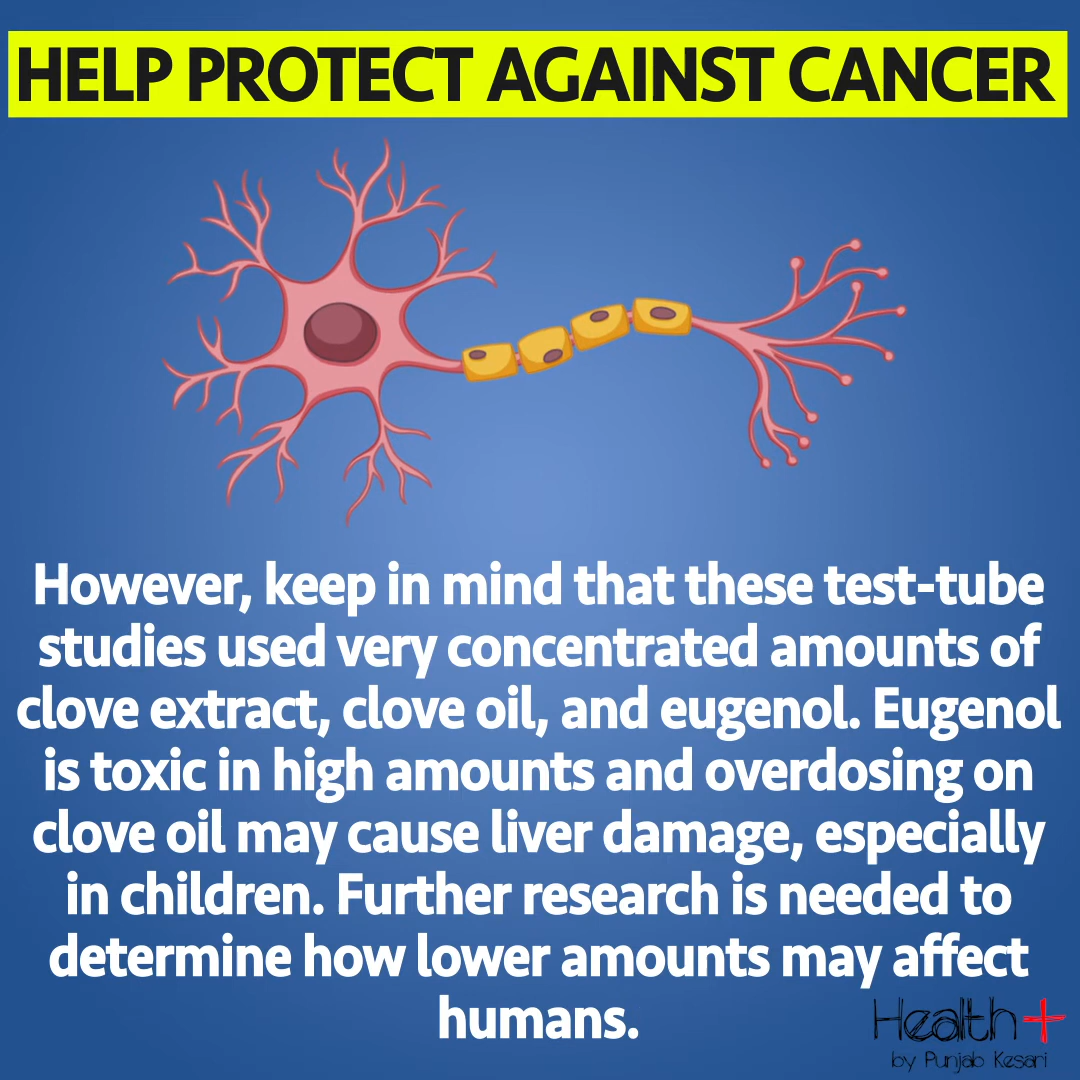 HELP PROTECT AGAINST CANCER
However, keep in mind that these test-tube
studies used very concentrated amounts of
clove extract, clove oil, and eugenol. Eugenol
is toxic in high amounts and overdosing on
clove oil may cause liver damage, especially
in children. Further research is needed to
determine how lower amounts may affect
humans.
Health+
by Punjab Kesari